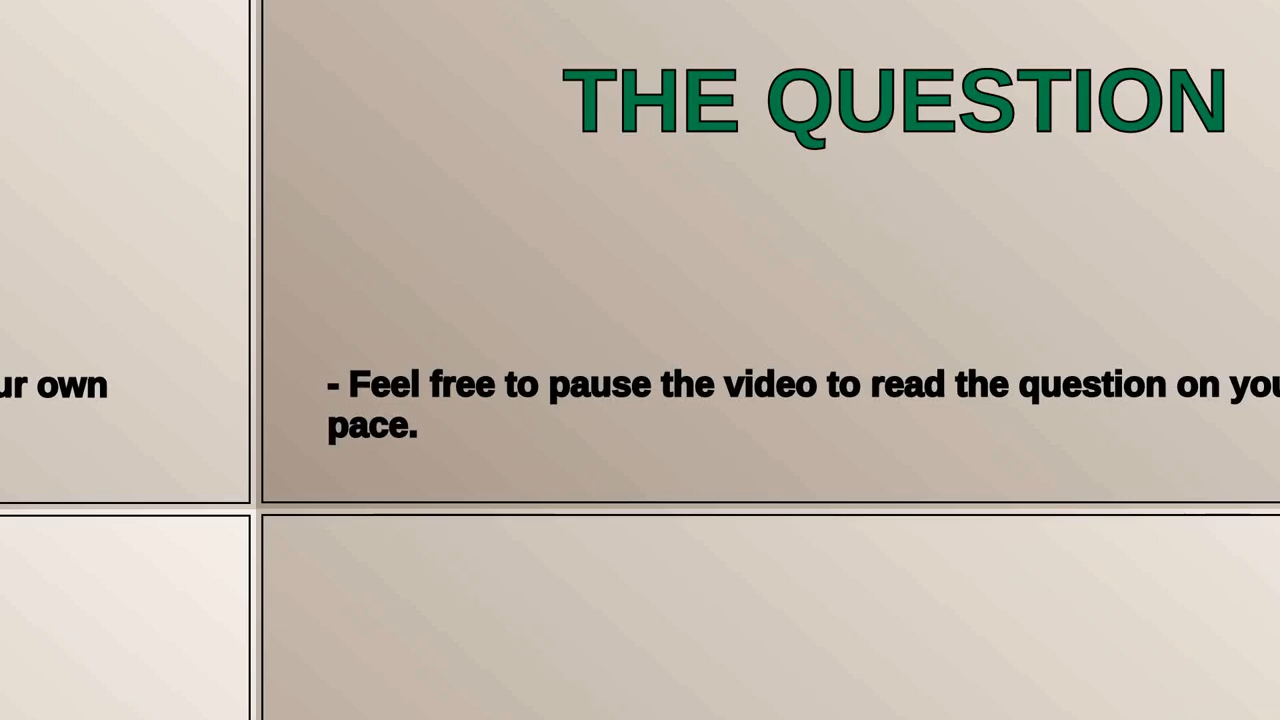 THE QUESTION
ur own
- Feel free to pause the video to read the question on you
pace.